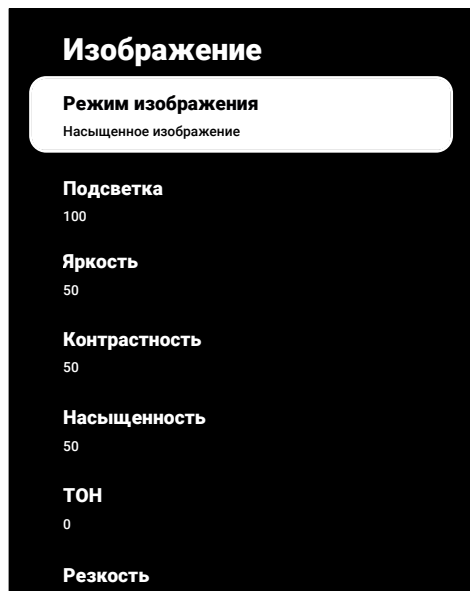 Изображение
Режим изображения
Насыщенное изображение
Подсветка
100
Яркость
50
Контрастность
50
Насыщенность
50
ТОН
0
Резкость